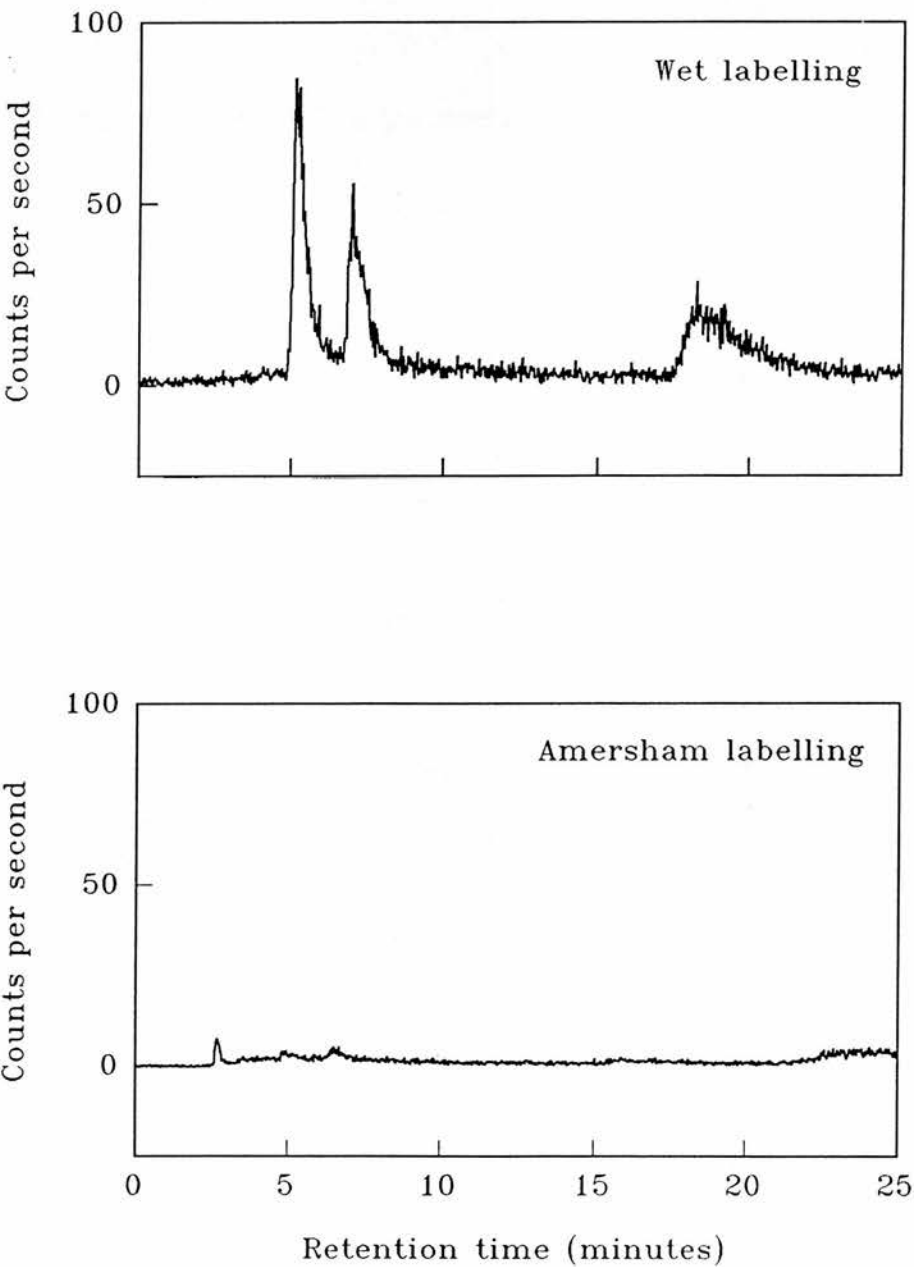 100
Wet labelling
Counts per second
50
0
100
Amersham labelling
Counts per second
50
0
0 5 10 15 20 25
Retention time (minutes)